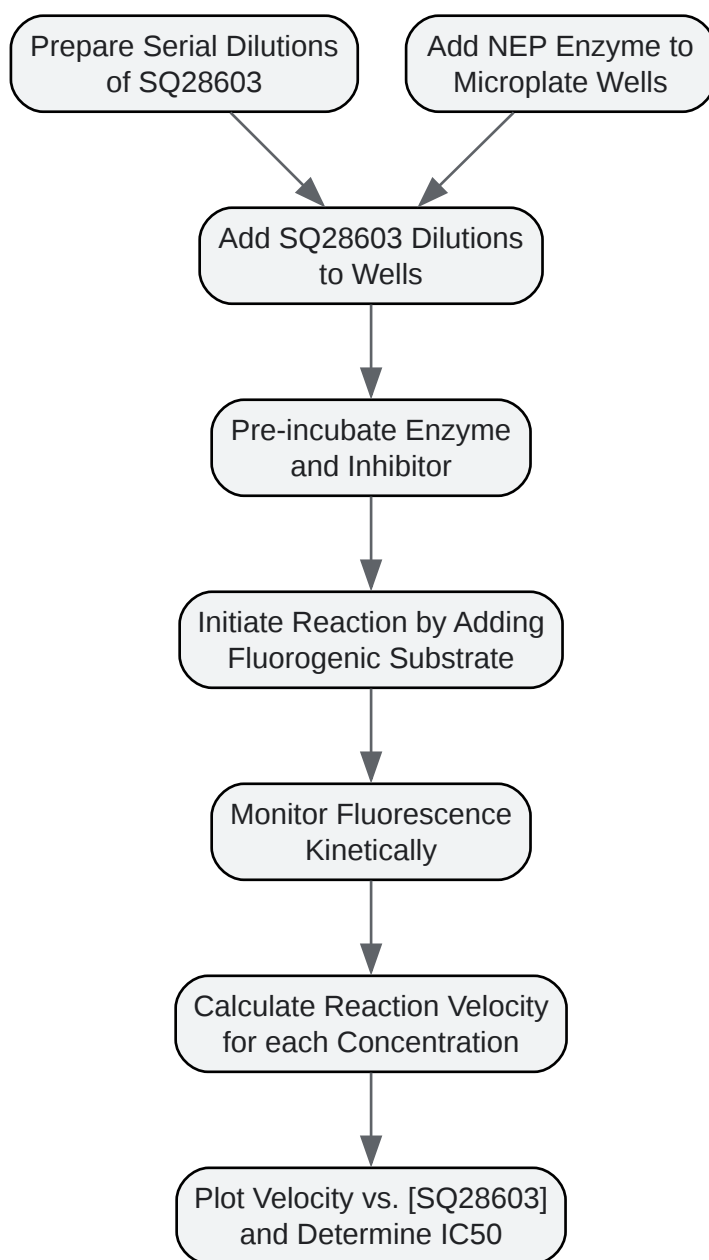 Prepare Serial Dilutions
of SQ28603
Add NEP Enzyme to
Microplate Wells
Add SQ28603 Dilutions
to Wells
Pre-incubate Enzyme
and Inhibitor
Initiate Reaction by Adding
Fluorogenic Substrate
Monitor Fluorescence
Kinetically
Calculate Reaction Velocity
for each Concentration
Plot Velocity vs. [SQ28603]
and Determine IC50